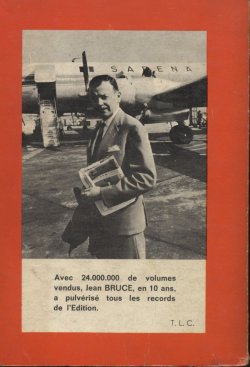 SABENA
Avec 24.000.000 de volumes
vendus, Jean BRUCE, en 10 ans,
a pulvérisé tous les records
de l'Edition.
T.L.C.